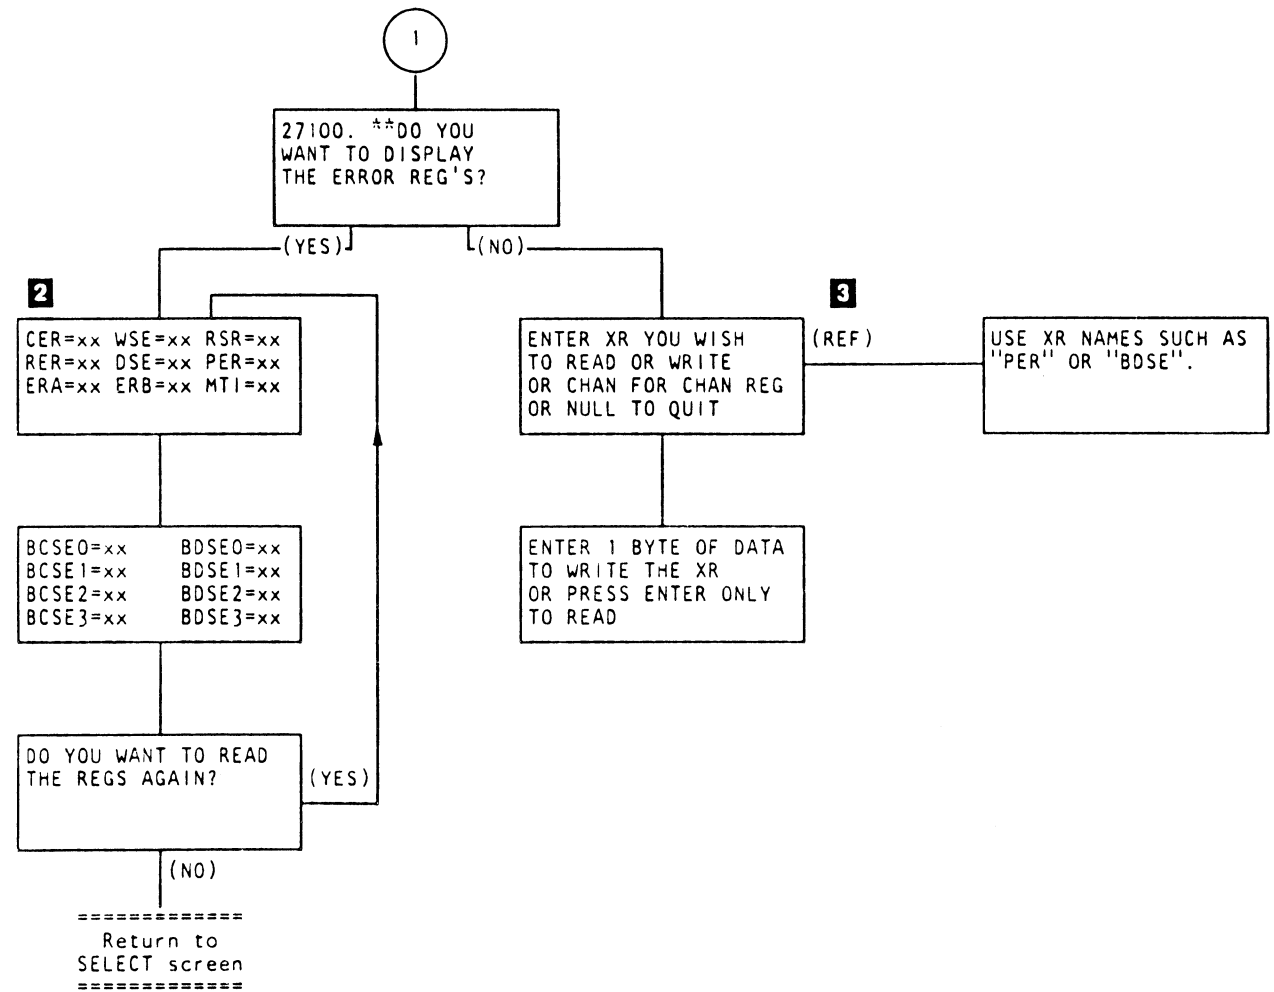 1
27100. **DO YOU
WANT TO DISPLAY
THE ERROR REG'S?
(YES)
(NO)
2
CER=xx WSE=xx RSR=xx
RER=xx DSE=xx PER=xx
ERA=xx ERB=xx MTI=xx
BCSE0=xx BDSE0=xx
BCSE1=xx BDSE1=xx
BCSE2=xx BDSE2=xx
BCSE3=xx BDSE3=xx
DO YOU WANT TO READ
THE REGS AGAIN?
(YES)
(NO)
=============
Return to
SELECT screen
=============
ENTER XR YOU WISH
TO READ OR WRITE
OR CHAN FOR CHAN REG
OR NULL TO QUIT
3
(REF)
USE XR NAMES SUCH AS
"PER" OR "BDSE".
ENTER 1 BYTE OF DATA
TO WRITE THE XR
OR PRESS ENTER ONLY
TO READ